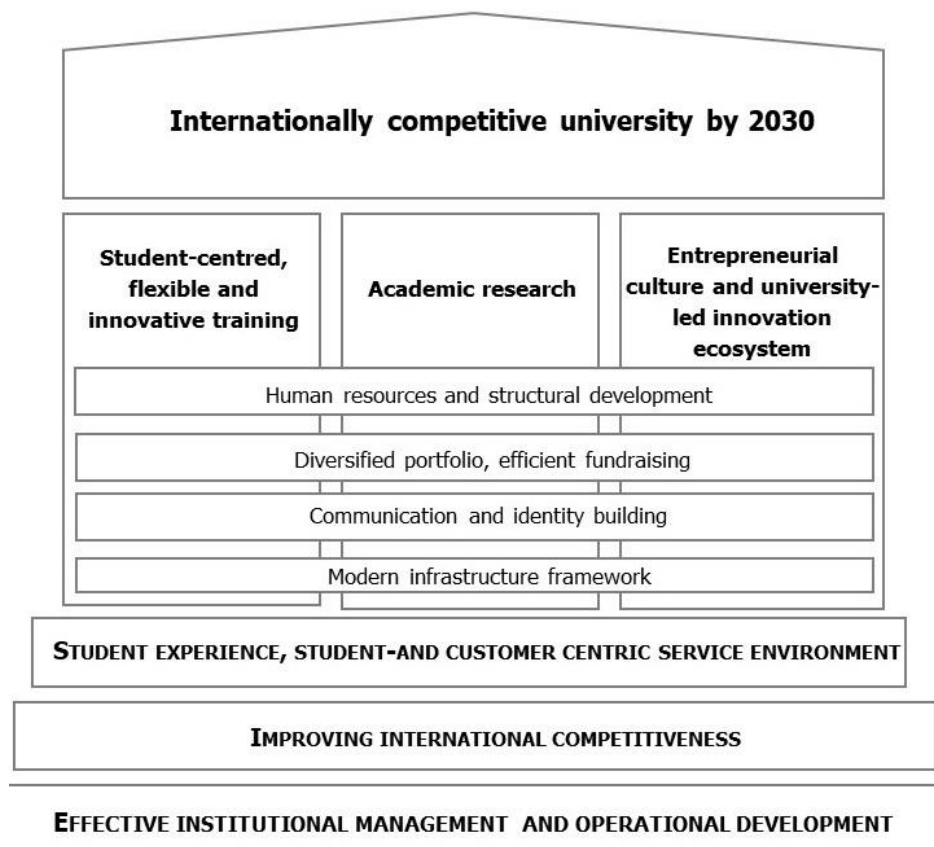 Internationally competitive university by 2030
Student-centred,
flexible and
innovative training
Academic research
Entrepreneurial
culture and university-
led innovation
ecosystem
Human resources and structural development
Diversified portfolio, efficient fundraising
Communication and identity building
Modern infrastructure framework
STUDENT EXPERIENCE, STUDENT-AND CUSTOMER CENTRIC SERVICE ENVIRONMENT
IMPROVING INTERNATIONAL COMPETITIVENESS
EFFECTIVE INSTITUTIONAL MANAGEMENT AND OPERATIONAL DEVELOPMENT